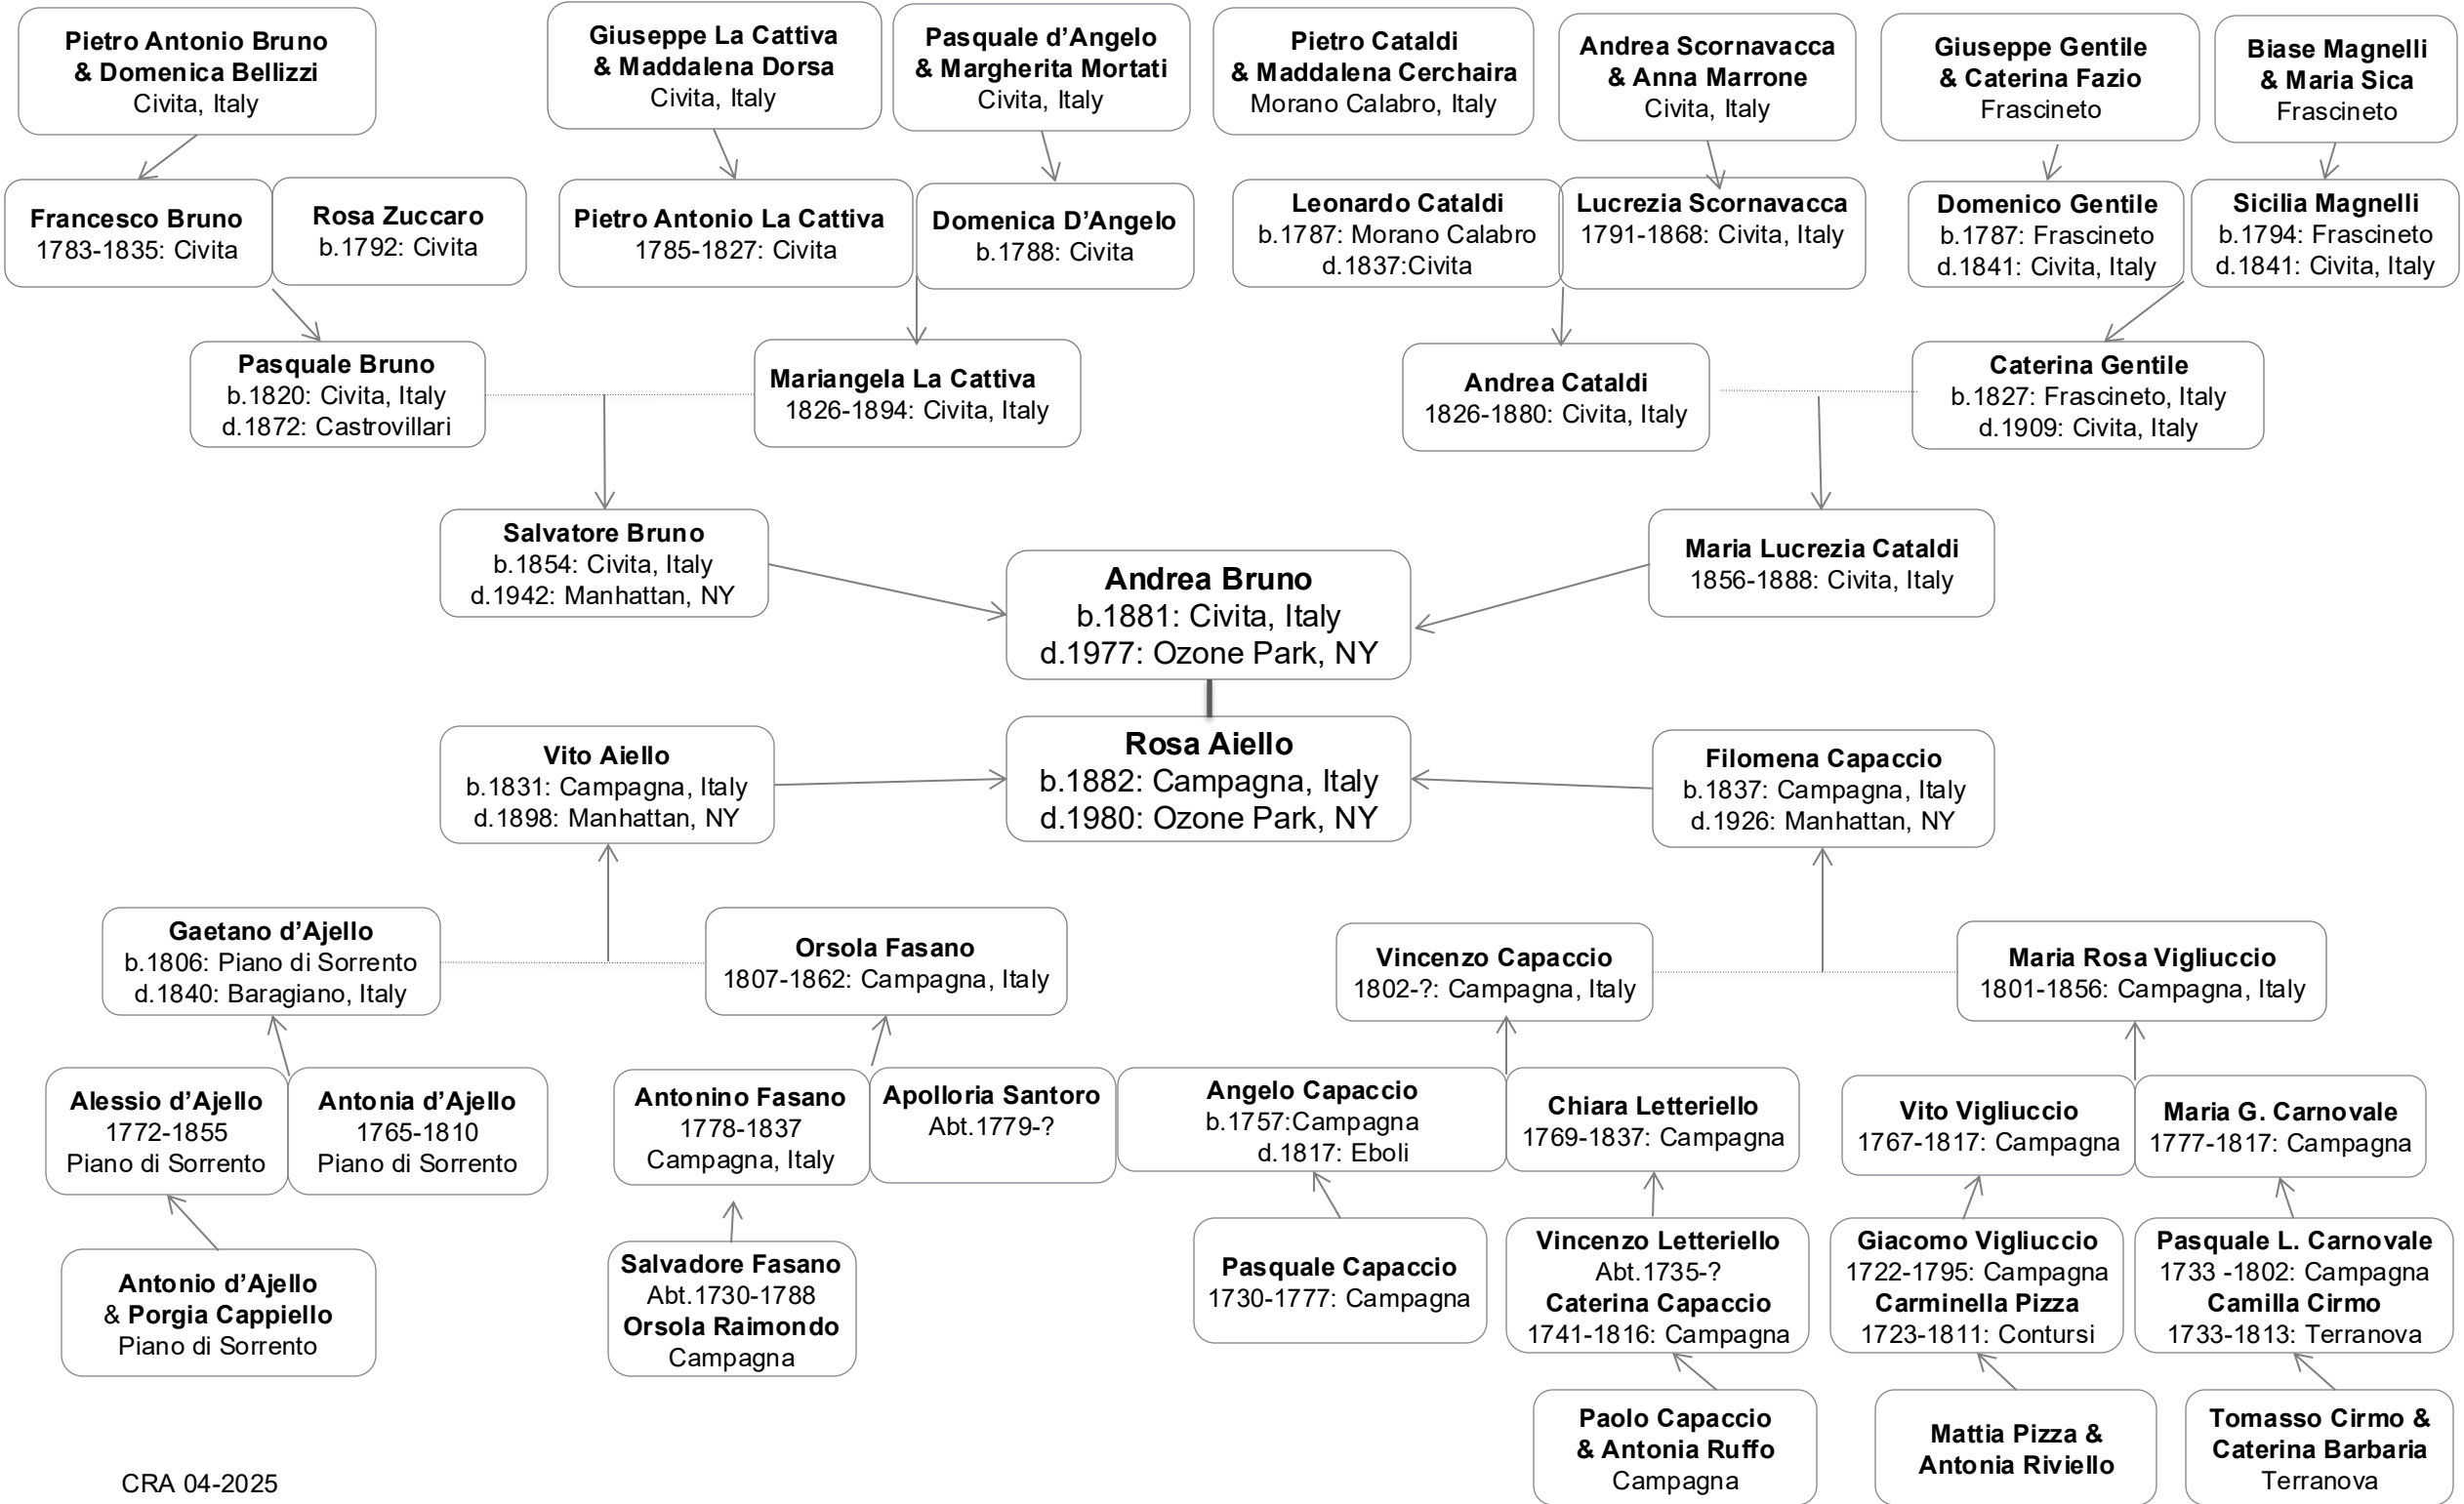 Pietro Antonio Bruno
& Domenica Bellizzi
Civita, Italy
Giuseppe La Cattiva
& Maddalena Dorsa
Civita, Italy
Pasquale d’Angelo
& Margherita Mortati
Civita, Italy
Pietro Cataldi
& Maddalena Cerchaira
Morano Calabro, Italy
Andrea Scornavacca
& Anna Marrone
Civita, Italy
Giuseppe Gentile
& Caterina Fazio
Frascineto
Biase Magnelli
& Maria Sica
Frascineto
Francesco Bruno
1783-1835: Civita
Rosa Zuccaro
b.1792: Civita
Pietro Antonio La Cattiva
1785-1827: Civita
Domenica D’Angelo
b.1788: Civita
Leonardo Cataldi
b.1787: Morano Calabro
d.1837:Civita
Lucrezia Scornavacca
1791-1868: Civita, Italy
Domenico Gentile
b.1787: Frascineto
d.1841: Civita, Italy
Sicilia Magnelli
b.1794: Frascineto
d.1841: Civita, Italy
Pasquale Bruno
b.1820: Civita, Italy
d.1872: Castrovillari
Mariangela La Cattiva
1826-1894: Civita, Italy
Andrea Cataldi
1826-1880: Civita, Italy
Caterina Gentile
b.1827: Frascineto, Italy
d.1909: Civita, Italy
Salvatore Bruno
b.1854: Civita, Italy
d.1942: Manhattan, NY
Andrea Bruno
b.1881: Civita, Italy
d.1977: Ozone Park, NY
Maria Lucrezia Cataldi
1856-1888: Civita, Italy
Vito Aiello
b.1831: Campagna, Italy
d.1898: Manhattan, NY
Rosa Aiello
b.1882: Campagna, Italy
d.1980: Ozone Park, NY
Filomena Capaccio
b.1837: Campagna, Italy
d.1926: Manhattan, NY
Gaetano d’Ajello
b.1806: Piano di Sorrento
d.1840: Baragiano, Italy
Orsola Fasano
1807-1862: Campagna, Italy
Vincenzo Capaccio
1802-?: Campagna, Italy
Maria Rosa Vigliuccio
1801-1856: Campagna, Italy
Alessio d’Ajello
1772-1855
Piano di Sorrento
Antonia d’Ajello
1765-1810
Piano di Sorrento
Antonino Fasano
1778-1837
Campagna, Italy
Apolloria Santoro
Abt.1779-?
Angelo Capaccio
b.1757:Campagna
d.1817: Eboli
Chiara Letteriello
1769-1837: Campagna
Vito Vigliuccio
1767-1817: Campagna
Maria G. Carnovale
1777-1817: Campagna
Antonio d’Ajello
& Porgia Cappiello
Piano di Sorrento
Salvadore Fasano
Abt.1730-1788
Orsola Raimondo
Campagna
Pasquale Capaccio
1730-1777: Campagna
Vincenzo Letteriello
Abt.1735-?
Caterina Capaccio
1741-1816: Campagna
Giacomo Vigliuccio
1722-1795: Campagna
Carminella Pizza
1723-1811: Contursi
Pasquale L. Carnovale
1733 -1802: Campagna
Camilla Cirmo
1733-1813: Terranova
Paolo Capaccio
& Antonia Ruffo
Campagna
Mattia Pizza &
Antonia Riviello
Tomasso Cirmo &
Caterina Barbaria
Terranova
CRA 04-2025